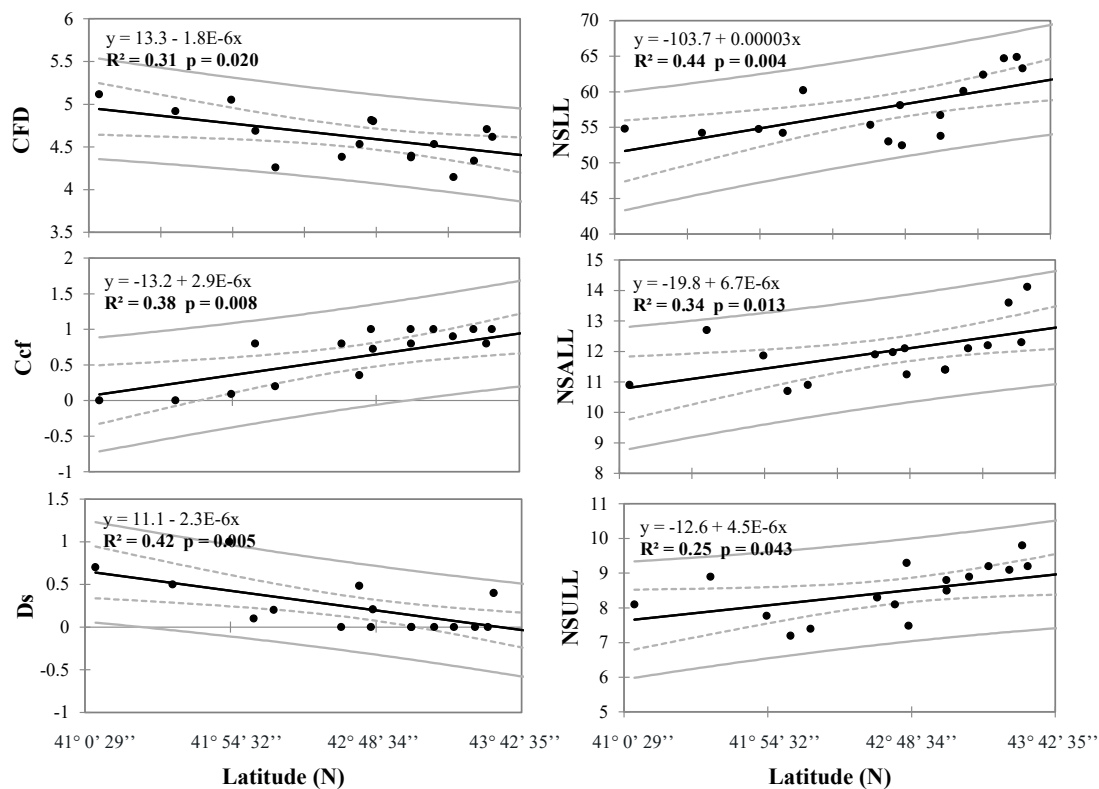 CFD
6
5.5
5
4.5
4
3.5
y = 13.3 - 1.8E-6x
R² = 0.31 p = 0.020
NSLL
70
65
60
55
50
45
40
y = -103.7 + 0.00003x
R² = 0.44 p = 0.004
Ccf
2
1.5
1
0.5
0
-0.5
-1
y = -13.2 + 2.9E-6x
R² = 0.38 p = 0.008
NSALL
15
14
13
12
11
10
9
8
y = -19.8 + 6.7E-6x
R² = 0.34 p = 0.013
Ds
1.5
1
0.5
0
-0.5
-1
y = 11.1 - 2.3E-6x
R² = 0.42 p = 0.005
NSULL
11
10
9
8
7
6
5
y = -12.6 + 4.5E-6x
R² = 0.25 p = 0.043
41° 0’ 29’’ 41° 54’ 32’’ 42° 48’ 34’’ 43° 42’ 35’’
Latitude (N)
41° 0’ 29’’ 41° 54’ 32’’ 42° 48’ 34’’ 43° 42’ 35’’
Latitude (N)